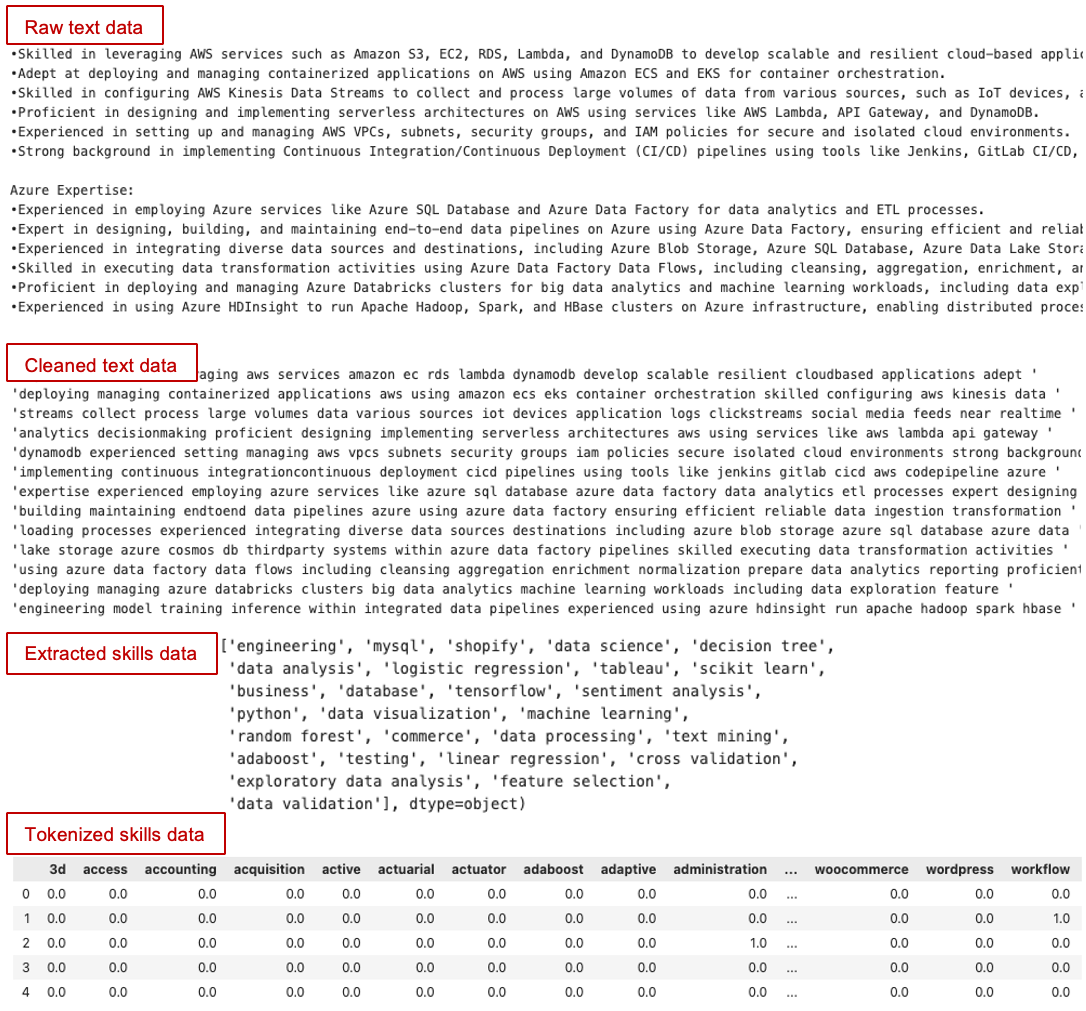 Raw text data
•Skilled in leveraging AWS services such as Amazon S3, EC2, RDS, Lambda, and DynamoDB to develop scalable and resilient cloud-based
•Adept at deploying and managing containerized applications on AWS using Amazon ECS and EKS for container orchestration.
•Skilled in configuring AWS Kinesis Data Streams to collect and process large volumes of data from various sources, such as IoT devices,
•Proficient in designing and implementing serverless architectures on AWS using services like AWS Lambda, API Gateway, and DynamoDB.
•Experienced in setting up and managing AWS VPCs, subnets, security groups, and IAM policies for secure and isolated cloud environments.
•Strong background in implementing Continuous Integration/Continuous Deployment (CI/CD) pipelines using tools like Jenkins, GitLab CI/CD,
Azure Expertise:
•Experienced in employing Azure services like Azure SQL Database and Azure Data Factory for data analytics and ETL processes.
•Expert in designing, building, and maintaining end-to-end data pipelines on Azure using Azure Data Factory, ensuring efficient and
•Experienced in integrating diverse data sources and destinations, including Azure Blob Storage, Azure SQL Database, Azure Data Lake
•Skilled in executing data transformation activities using Azure Data Factory Data Flows, including cleansing, aggregation, enrichment,
•Proficient in deploying and managing Azure Databricks clusters for big data analytics and machine learning workloads, including data
•Experienced in using Azure HDInsight to run Apache Hadoop, Spark, and HBase clusters on Azure infrastructure, enabling distributed
Cleaned text data
aging aws services amazon ec rds lambda dynamodb develop scalable resilient cloudbased applications adept '
'deploying managing containerized applications aws using amazon ecs eks container orchestration skilled configuring aws kinesis data '
'streams collect process large volumes data various sources iot devices application logs clickstreams social media feeds near realtime '
'analytics decisionmaking proficient designing implementing serverless architectures aws using services like aws lambda api gateway '
'dynamodb experienced setting managing aws vpcs subnets security groups iam policies secure isolated cloud environments strong background
'implementing continuous integrationcontinuous deployment cicd pipelines using tools like jenkins gitlab cicd aws codepipeline azure '
'expertise experienced employing azure services like azure sql database azure data factory data analytics etl processes expert designing
'building maintaining endtoend data pipelines azure using azure data factory ensuring efficient reliable data ingestion transformation '
'loading processes experienced integrating diverse data sources destinations including azure blob storage azure sql database azure data '
'lake storage azure cosmos db thirdparty systems within azure data factory pipelines skilled executing data transformation activities '
'using azure data factory data flows including cleansing aggregation enrichment normalization prepare data analytics reporting proficient
'deploying managing azure databricks clusters big data analytics machine learning workloads including data exploration feature '
'engineering model training inference within integrated data pipelines experienced using azure hdinsight run apache hadoop spark hbase '
Extracted skills data
['engineering', 'mysql', 'shopify', 'data science', 'decision tree',
'data analysis', 'logistic regression', 'tableau', 'scikit learn',
'business', 'database', 'tensorflow', 'sentiment analysis',
'python', 'data visualization', 'machine learning',
'random forest', 'commerce', 'data processing', 'text mining',
'adaboost', 'testing', 'linear regression', 'cross validation',
'exploratory data analysis', 'feature selection',
'data validation'], dtype=object)
Tokenized skills data
3d access accounting acquisition active actuarial actuator adaboost adaptive administration ... woocommerce wordpress workflow
0 0.0 0.0 0.0 0.0 0.0 0.0 0.0 0.0 0.0 0.0 ... 0.0 0.0 0.0
1 0.0 0.0 0.0 0.0 0.0 0.0 0.0 0.0 0.0 0.0 ... 0.0 0.0 1.0
2 0.0 0.0 0.0 0.0 0.0 0.0 0.0 0.0 0.0 1.0 ... 0.0 0.0 0.0
3 0.0 0.0 0.0 0.0 0.0 0.0 0.0 0.0 0.0 0.0 ... 0.0 0.0 0.0
4 0.0 0.0 0.0 0.0 0.0 0.0 0.0 0.0 0.0 0.0 ... 0.0 0.0 0.0